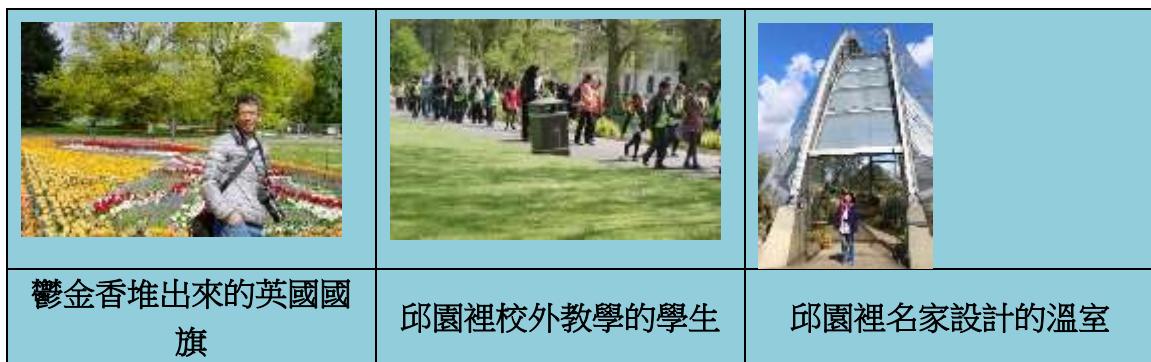 鬱金香堆出來的英國國
旗
邱園裡校外教學的學生
邱園裡名家設計的溫室